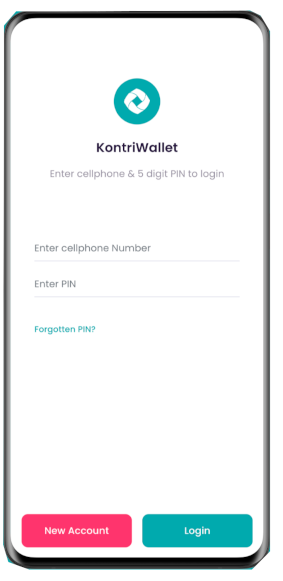 KontriWallet
Enter cellphone & 5 digit PIN to login
Enter cellphone Number
Enter PIN
Forgotten PIN?
New Account
Login